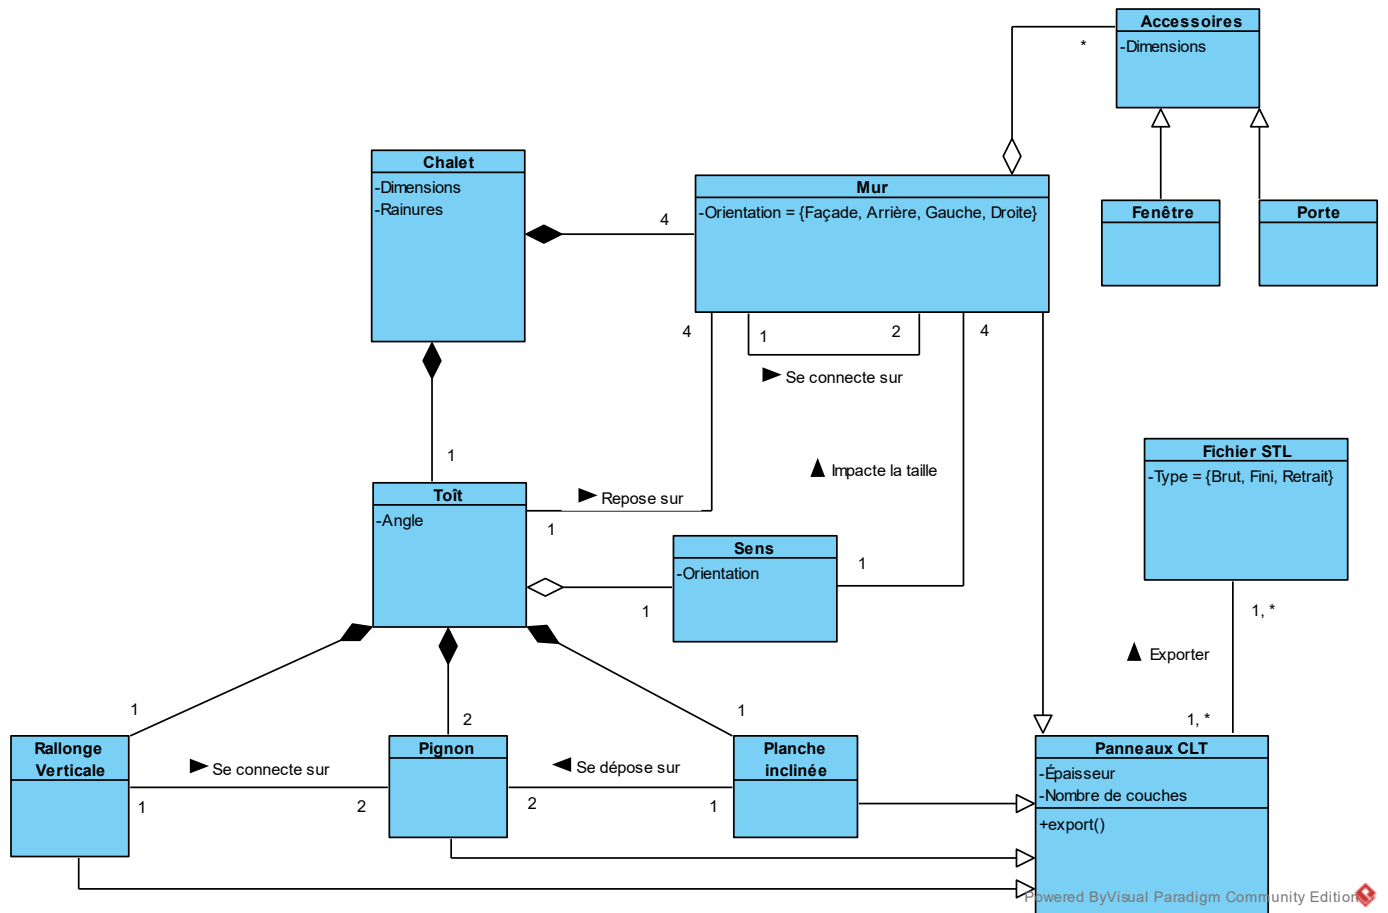 Accessoires
-Dimensions
*
Chalet
-Dimensions
-Rainures
4
Mur
-Orientation = {Façade, Arrière, Gauche, Droite}
Fenêtre
Porte
4
1
2
4
Se connecte sur
1
Impacte la taille
Fichier STL
-Type = {Brut, Fini, Retrait}
Toît
-Angle
Repose sur
1
Sens
-Orientation
1
1
1, *
Exporter
1
2
1
1, *
Rallonge
Verticale
Pignon
Planche
inclinée
Panneaux CLT
-Épaisseur
-Nombre de couches
+export()
Se connecte sur
1
2
Se dépose sur
2
1
Powered ByVisual Paradigm Community Edition